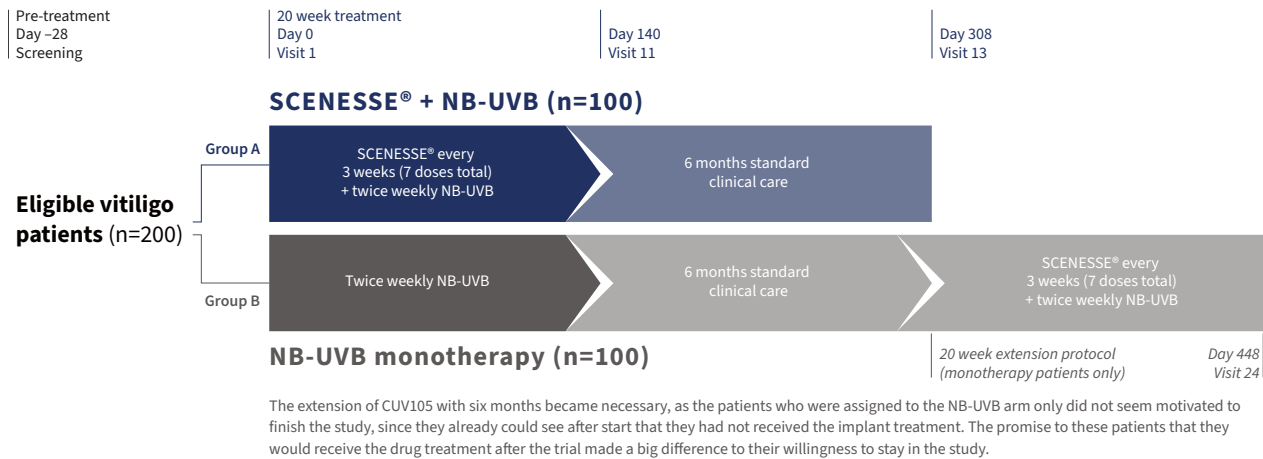 Pre-treatment
Day –28
Screening
20 week treatment
Day 0
Visit 1
Day 140
Visit 11
Day 308
Visit 13
SCENESSE® + NB-UVB (n=100)
Group A
SCENESSE® every
3 weeks (7 doses total)
+ twice weekly NB-UVB
6 months standard
clinical care
Eligible vitiligo
patients (n=200)
Twice weekly NB-UVB
6 months standard
clinical care
SCENESSE® every
3 weeks (7 doses total)
+ twice weekly NB-UVB
Group B
NB-UVB monotherapy (n=100)
20 week extension protocol
(monotherapy patients only)
Day 448
Visit 24
The extension of CUV105 with six months became necessary, as the patients who were assigned to the NB-UVB arm only did not seem motivated to
finish the study, since they already could see after start that they had not received the implant treatment. The promise to these patients that they
would receive the drug treatment after the trial made a big difference to their willingness to stay in the study.